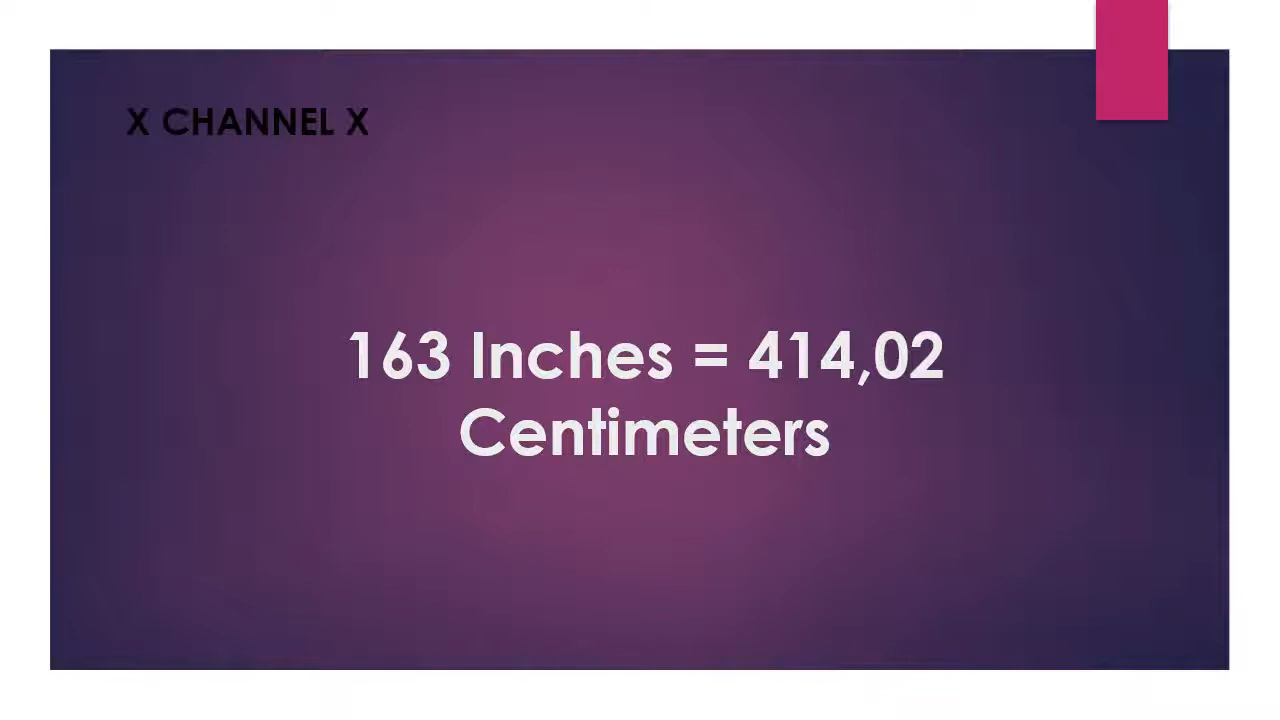 X CHANNEL X
163 Inches = 414,02
Centimeters